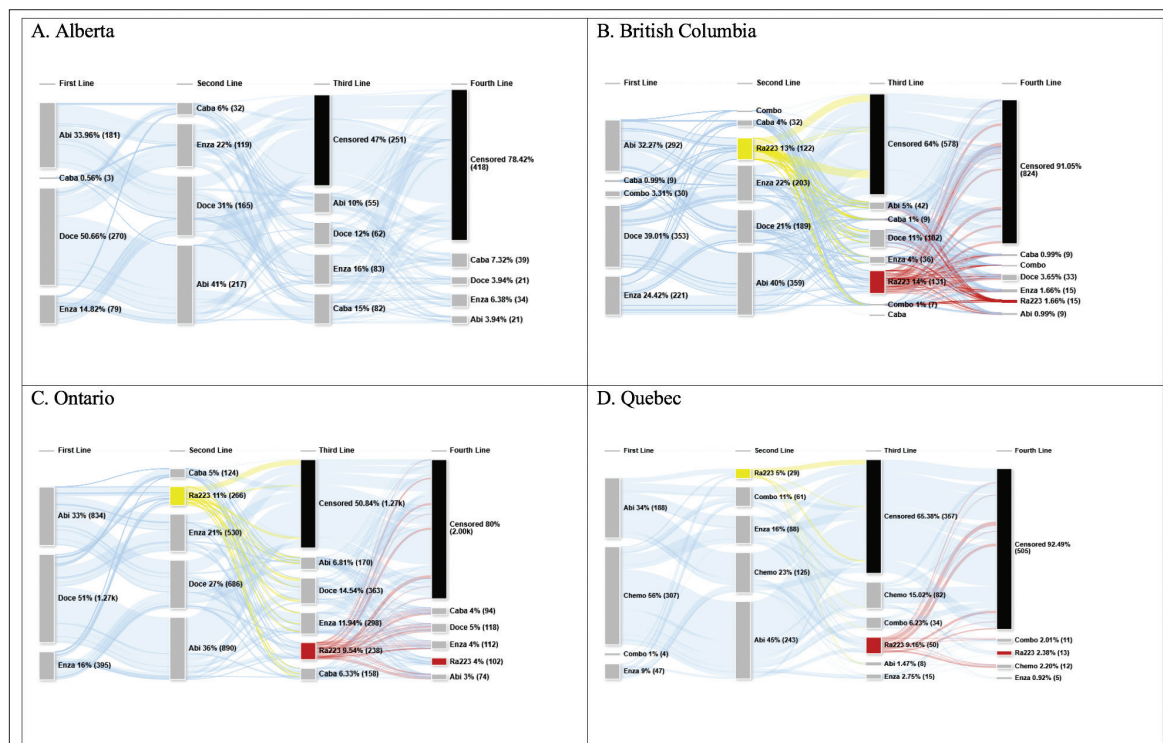 A. Alberta
First Line
Second Line
Third Line
Fourth Line
Abi 33.96% (181)
Caba 0.56% (3)
Doce 50.66% (270)
Enza 14.82% (79)
Caba 6% (32)
Enza 22% (119)
Doce 31% (165)
Abi 41% (217)
Censored 47% (251)
Abi 10% (55)
Doce 12% (62)
Enza 16% (83)
Caba 15% (82)
Censored 78.42%
(418)
Caba 7.32% (39)
Doce 3.94% (21)
Enza 6.38% (34)
Abi 3.94% (21)
B. British Columbia
First Line
Second Line
Third Line
Fourth Line
Abi 32.27% (292)
Caba 0.99% (9)
Combo 3.31% (30)
Doce 39.01% (353)
Enza 24.42% (221)
Combo
Caba 4% (32)
Ra223 13% (122)
Enza 22% (203)
Doce 21% (189)
Abi 40% (359)
Censored 64% (578)
Abi 5% (42)
Caba 1% (9)
Doce 11% (102)
Enza 4% (36)
Ra223 14% (131)
Combo 1% (7)
Caba
Censored 91.05%
(824)
Caba 0.99% (9)
Combo
Doce 3.65% (33)
Enza 1.66% (15)
Ra223 1.66% (15)
Abi 0.99% (9)
C. Ontario
First Line
Second Line
Third Line
Fourth Line
Abi 33% (834)
Doce 51% (1.27k)
Enza 16% (395)
Caba 5% (124)
Ra223 11% (266)
Enza 21% (530)
Doce 27% (686)
Abi 36% (890)
Censored 50.84% (1.27k)
Abi 6.81% (170)
Doce 14.54% (363)
Enza 11.94% (298)
Ra223 9.54% (238)
Caba 6.33% (158)
Censored 80%
(2.00k)
Caba 4% (94)
Doce 5% (118)
Enza 4% (112)
Ra223 4% (102)
Abi 3% (74)
D. Quebec
First Line
Second Line
Third Line
Fourth Line
Abi 34% (188)
Chemo 56% (307)
Combo 1% (4)
Enza 9% (47)
Ra223 5% (29)
Combo 11% (61)
Enza 16% (88)
Chemo 23% (125)
Abi 45% (243)
Censored 65.38% (357)
Chemo 15.02% (82)
Combo 6.23% (34)
Ra223 9.16% (50)
Abi 1.47% (8)
Enza 2.75% (15)
Censored 92.49%
(505)
Combo 2.01% (11)
Ra223 2.38% (13)
Chemo 2.20% (12)
Enza 0.92% (5)